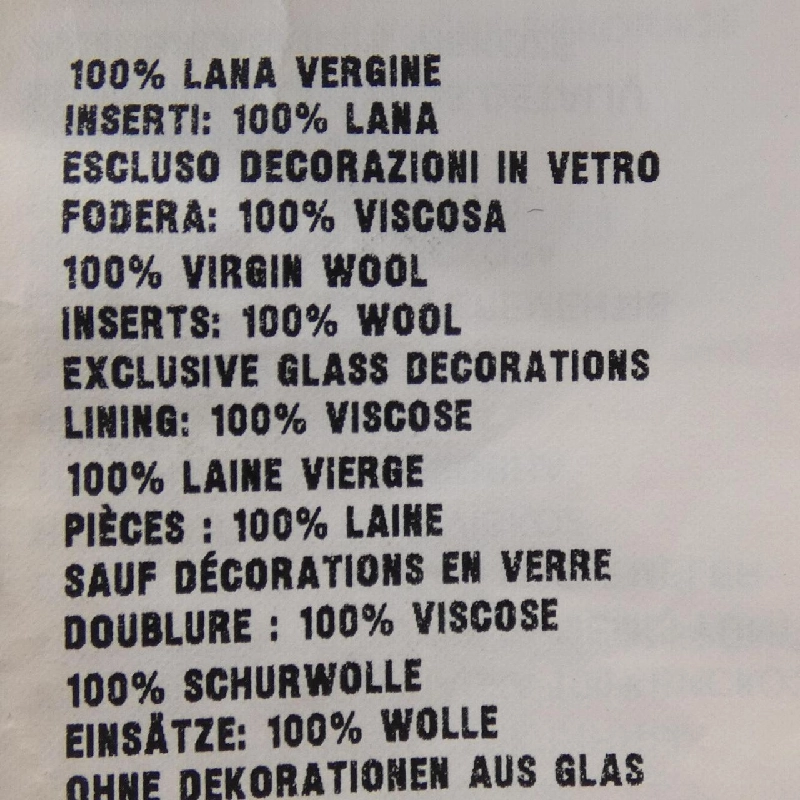 100% LANA VERGINE
INSERTI: 100% LANA
ESCLUSO DECORAZIONI IN VETRO
FODERA: 100% VISCOSA
100% VIRGIN WOOL
INSERTS: 100% WOOL
EXCLUSIVE GLASS DECORATIONS
LINING: 100% VISCOSE
100% LAINE VIERGE
PIÈCES : 100% LAINE
SAUF DÉCORATIONS EN VERRE
DOUBLURE : 100% VISCOSE
100% SCHURWOLLE
EINSÄTZE: 100% WOLLE
OHNE DEKORATIONEN AUS GLAS